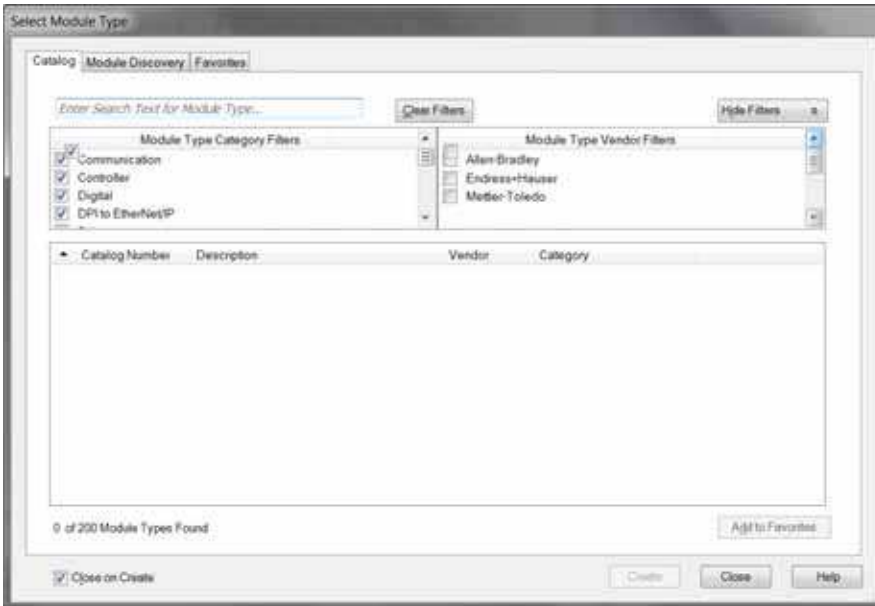 Select Module Type
Catalog Module Discovery Favorites
Enter Search Text for Module Type... Clear Filters Hide Filters
Module Type Category Filters Module Type Vendor Filters
Communication Allen-Bradley
Controller Endress+Hauser
Digital Mettler-Toledo
DPI to EtherNet/IP
Catalog Number Description Vendor Category
0 of 200 Module Types Found Add to Favorites
Close on Create Create Close Help